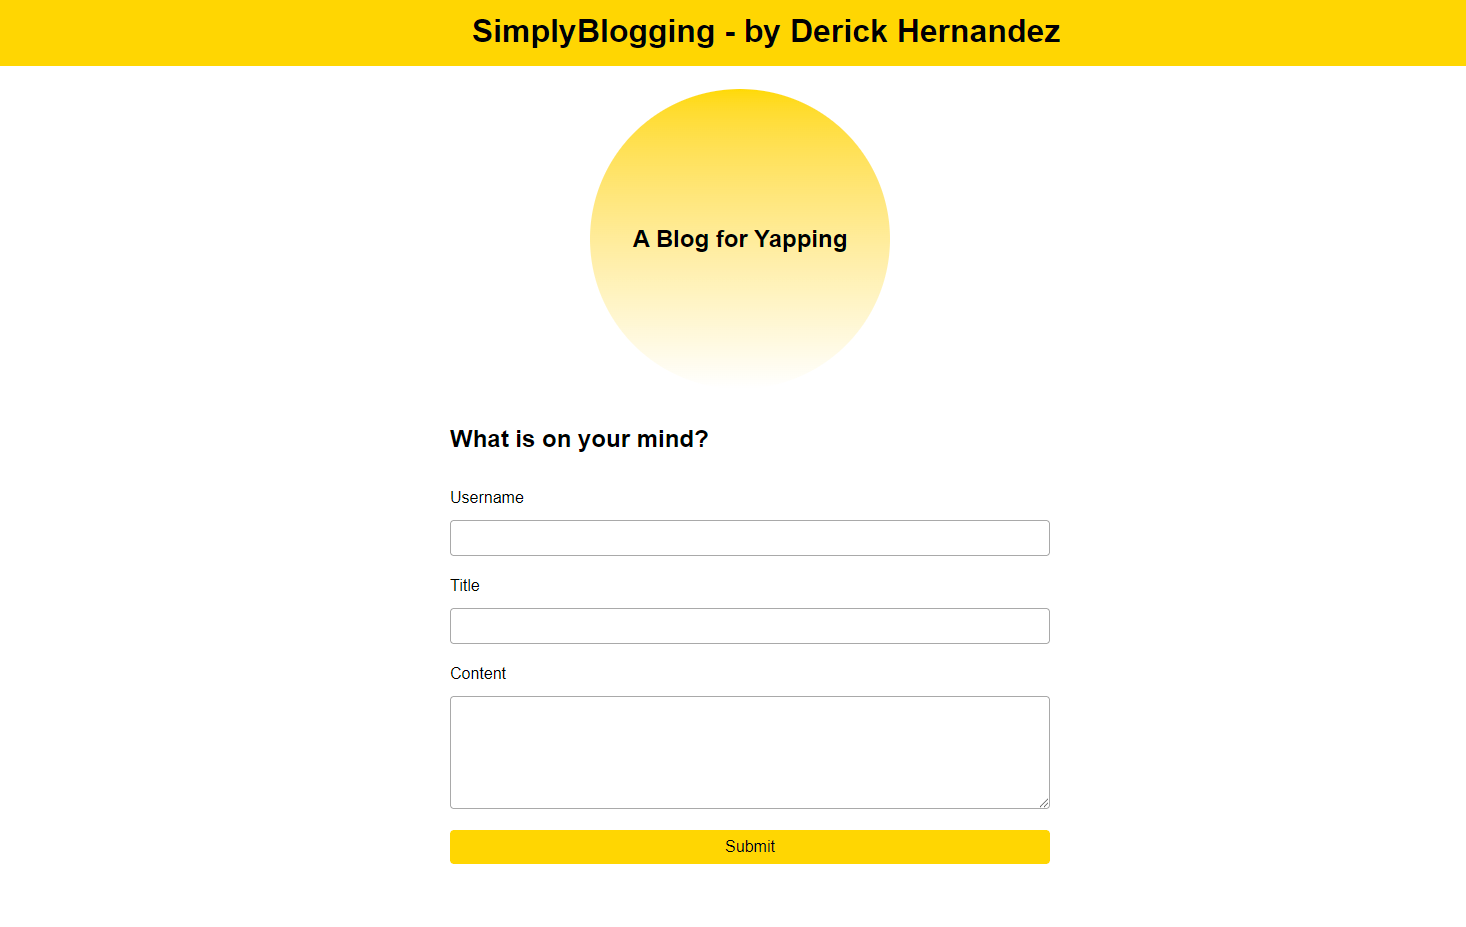 SimplyBlogging - by Derick Hernandez
A Blog for Yapping
What is on your mind?
Username
Title
Content
Submit